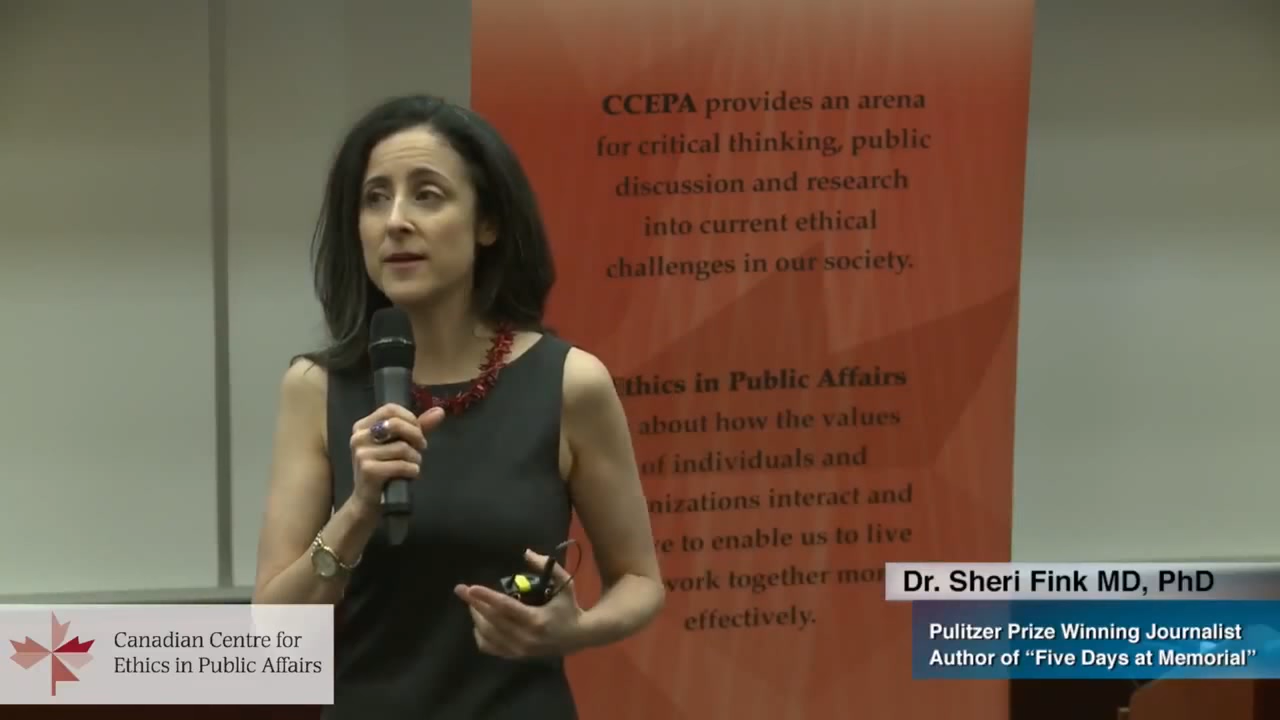 CCEPA provides an arena
for critical thinking, public
discussion and research
into current ethical
challenges in our society.
Ethics in Public Affairs
about how the values
of individuals and
interact and
to enable us to live
work together
effectively.
Dr. Sheri Fink MD, PhD
Pulitzer Prize Winning Journalist
Author of “Five Days at Memorial”
Canadian Centre for
Ethics in Public Affairs